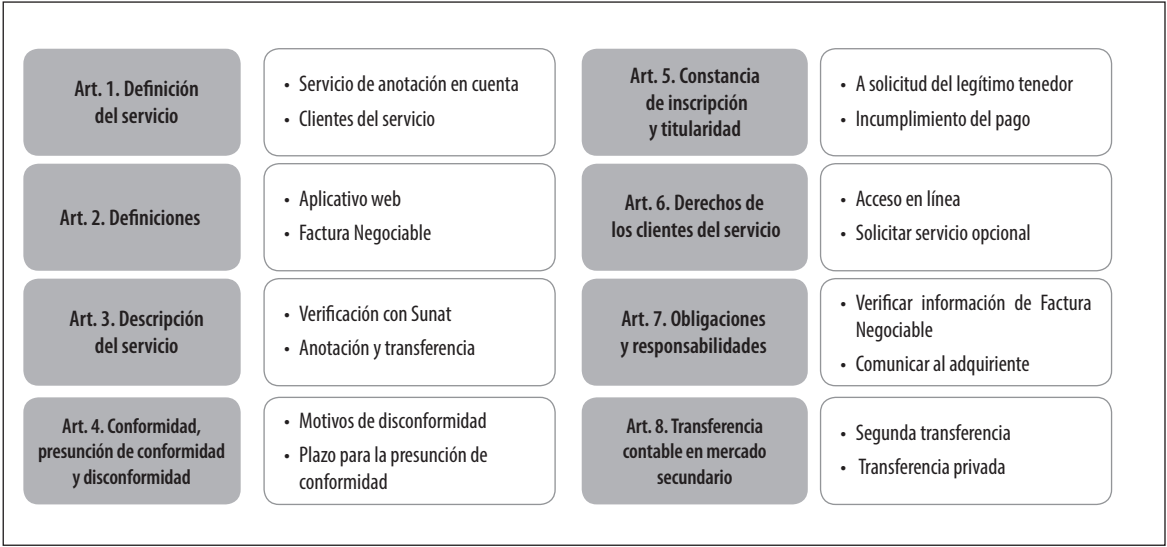 Art. 1. Definición
del servicio
• Servicio de anotación en cuenta
• Clientes del servicio
Art. 2. Definiciones
• Aplicativo web
• Factura Negociable
Art. 3. Descripción
del servicio
• Verificación con Sunat
• Anotación y transferencia
Art. 4. Conformidad,
presunción de conformidad
y disconformidad
• Motivos de disconformidad
• Plazo para la presunción de
conformidad
Art. 5. Constancia
de inscripción
y titularidad
• A solicitud del legítimo tenedor
• Incumplimiento del pago
Art. 6. Derechos de
los clientes del servicio
• Acceso en línea
• Solicitar servicio opcional
Art. 7. Obligaciones
y responsabilidades
• Verificar información de Factura
Negociable
• Comunicar al adquiriente
Art. 8. Transferencia
contable en mercado
secundario
• Segunda transferencia
• Transferencia privada